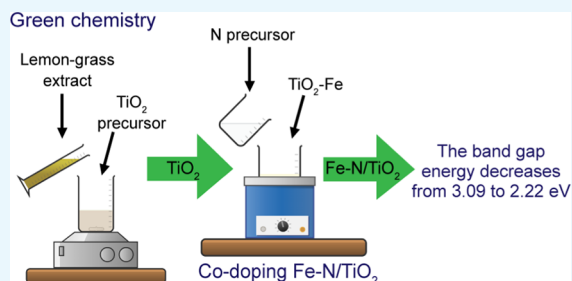 Green chemistry
Lemon-grass
extract
TiO₂
precursor
TiO₂
N precursor
TiO₂-Fe
Fe-N/TiO₂
Co-doping Fe-N/TiO₂
The band gap
energy decreases
from 3.09 to 2.22 eV